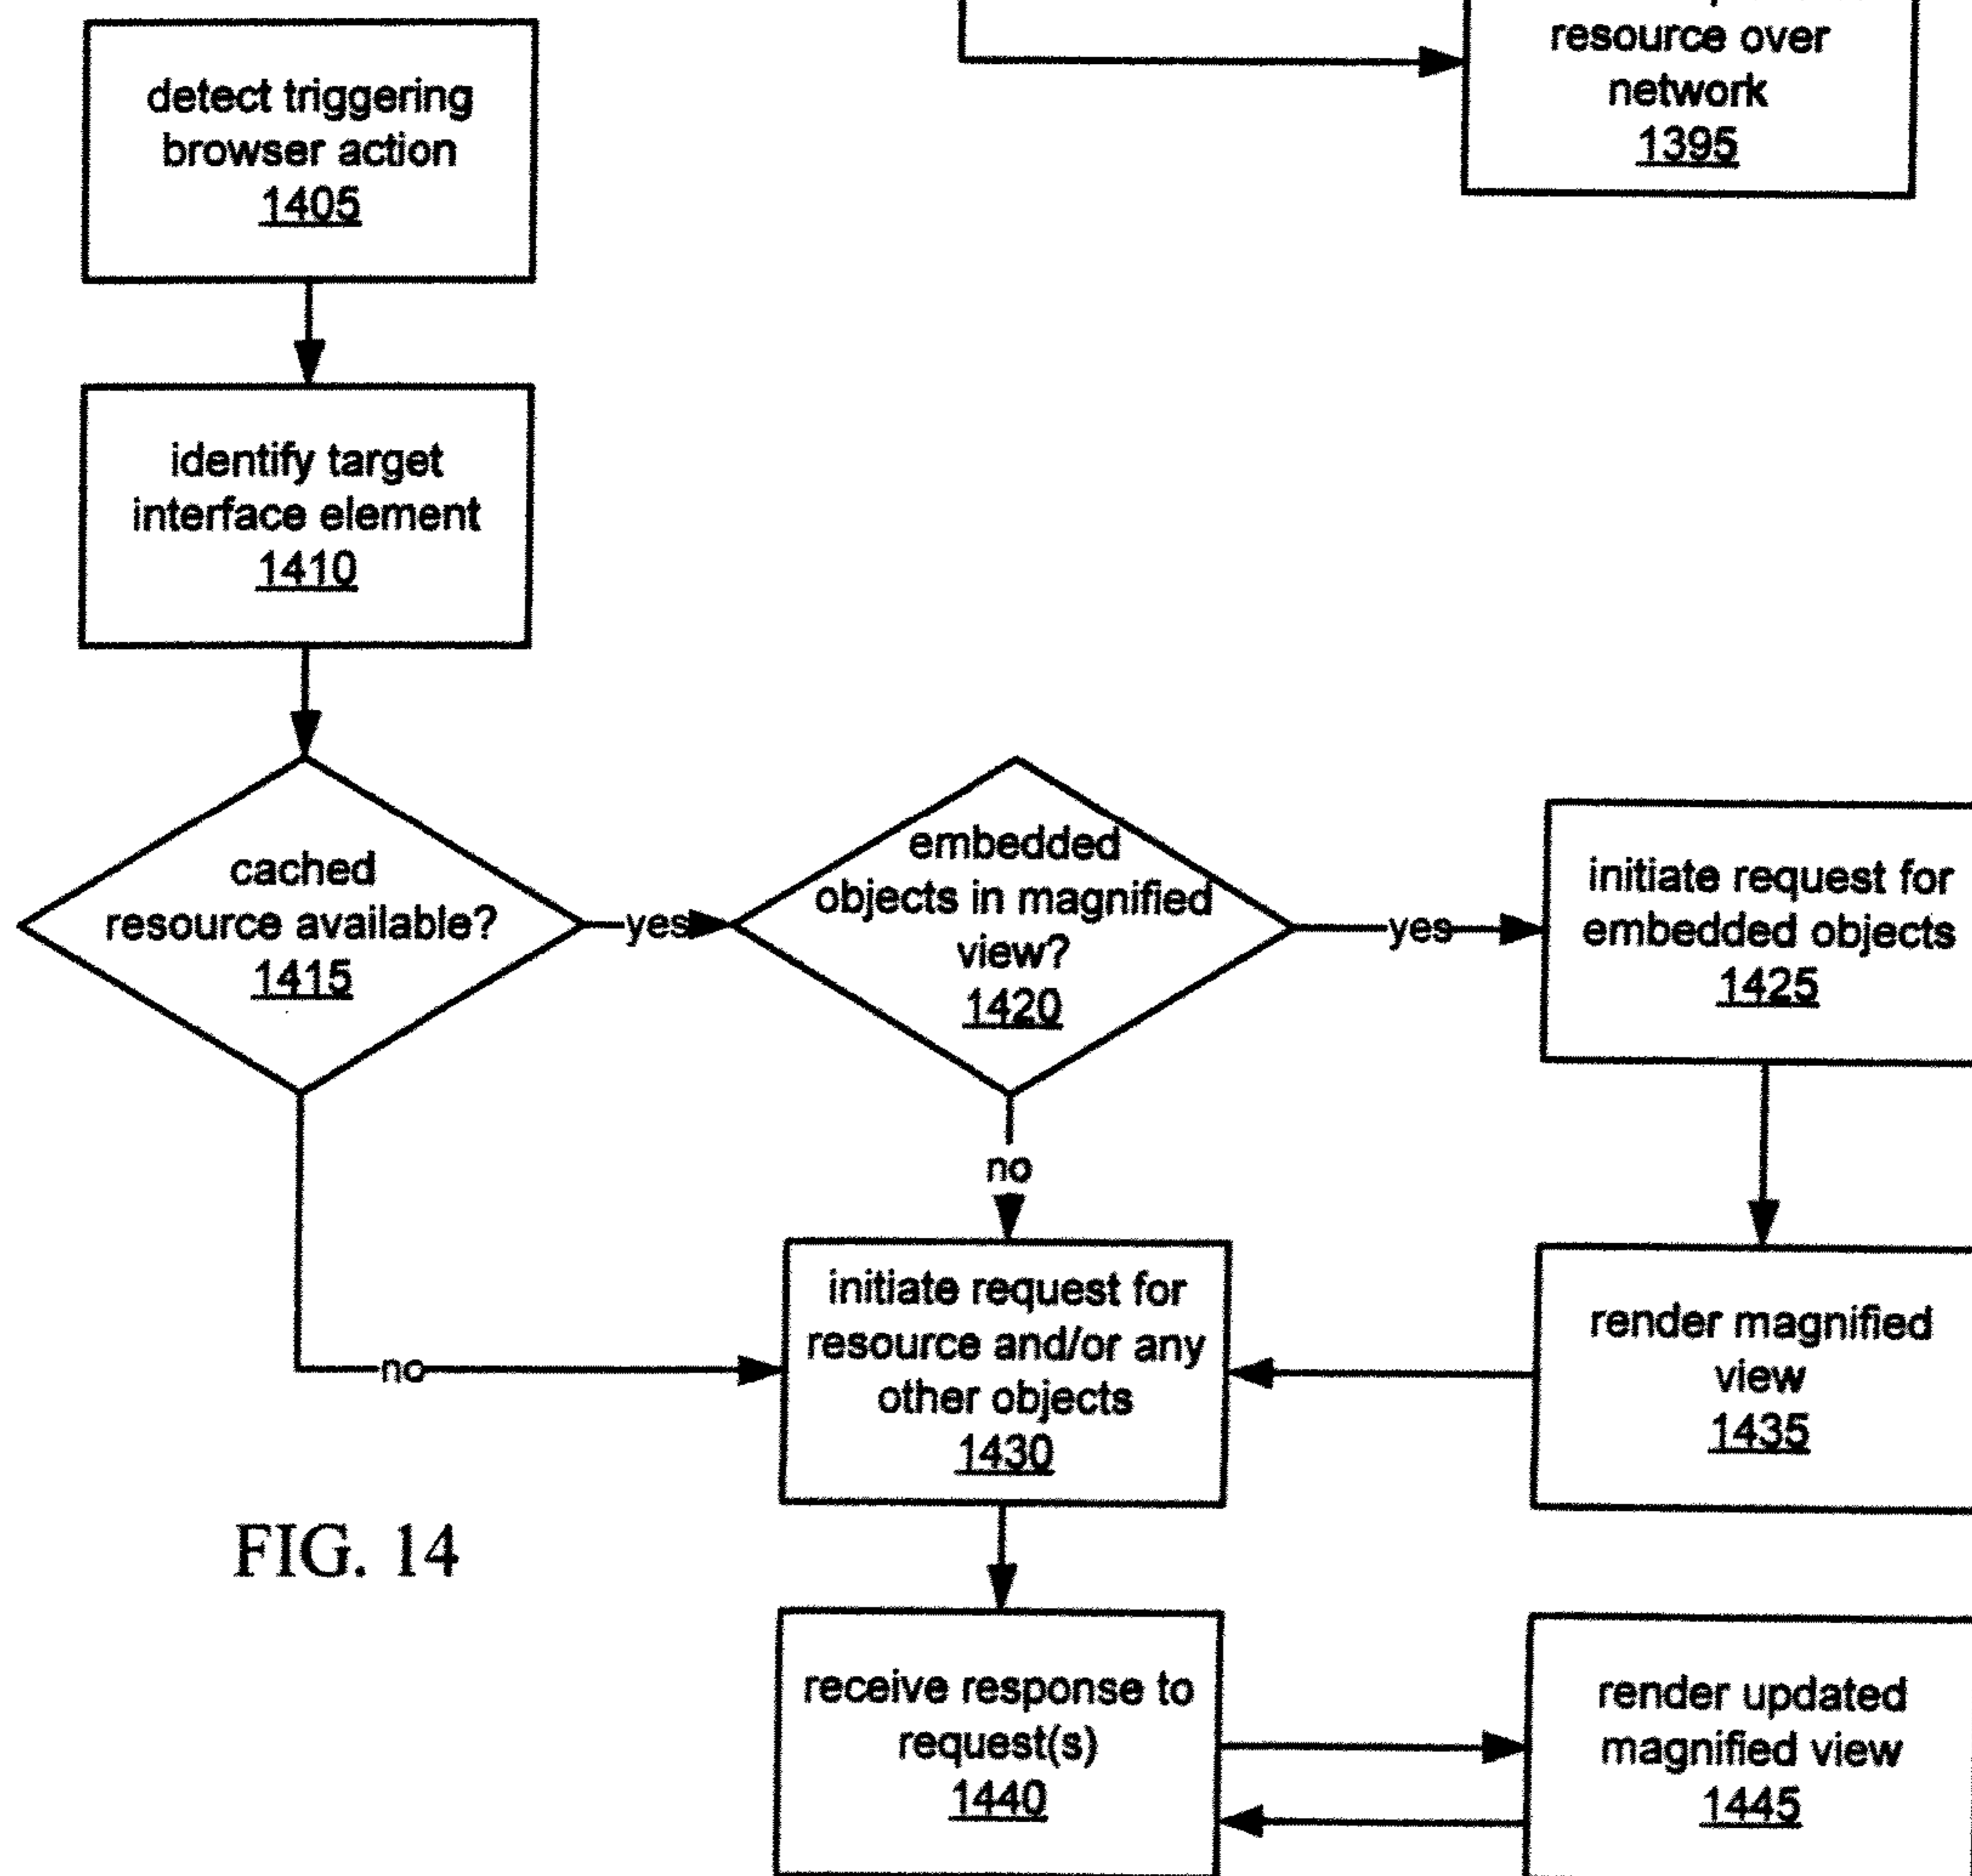 resource over
network
1395
detect triggering
browser action
1405
identify target
interface element
1410
cached
resource available?
1415
yes
embedded
objects in magnified
view?
1420
yes
initiate request for
embedded objects
1425
no
no
initiate request for
resource and/or any
other objects
1430
render magnified
view
1435
FIG. 14
receive response to
request(s)
1440
render updated
magnified view
1445